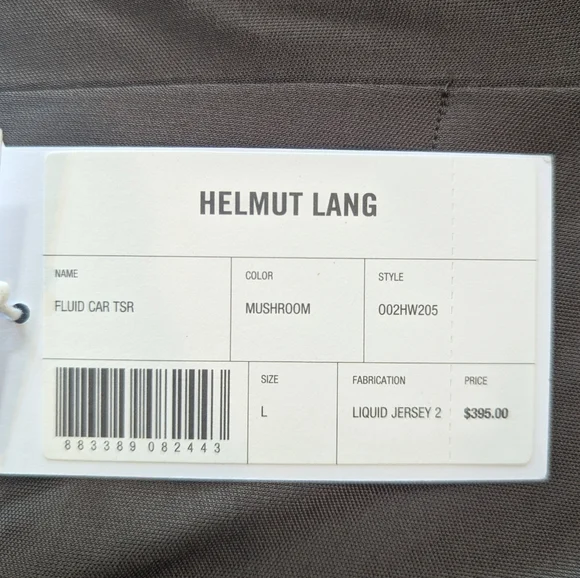 HELMUT LANG
NAME
COLOR
STYLE
FLUID CAR TSR
MUSHROOM
002HW205
SIZE
FABRICATION
PRICE
L
LIQUID JERSEY 2
$395.00
883389 082443